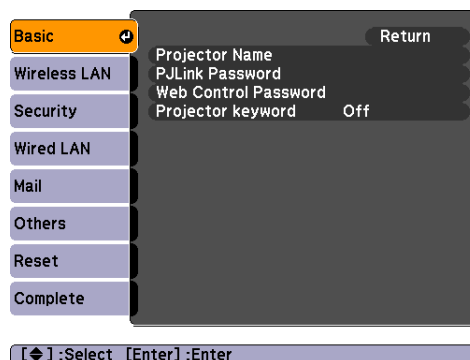 Basic
Wireless LAN
Security
Wired LAN
Mail
Others
Reset
Complete
Return
Projector Name
PJLink Password
Web Control Password
Projector keyword Off
[◆] :Select [Enter] :Enter